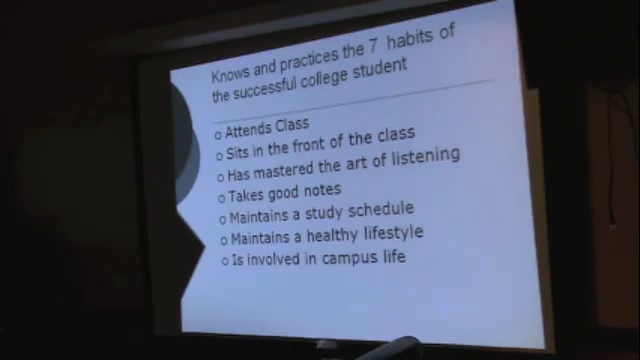 Knows and practices the 7 habits of
the successful college student
o Attends Class
o Sits in the front of the class
o Has mastered the art of listening
o Takes good notes
o Maintains a study schedule
o Maintains a healthy lifestyle
o Is involved in campus life